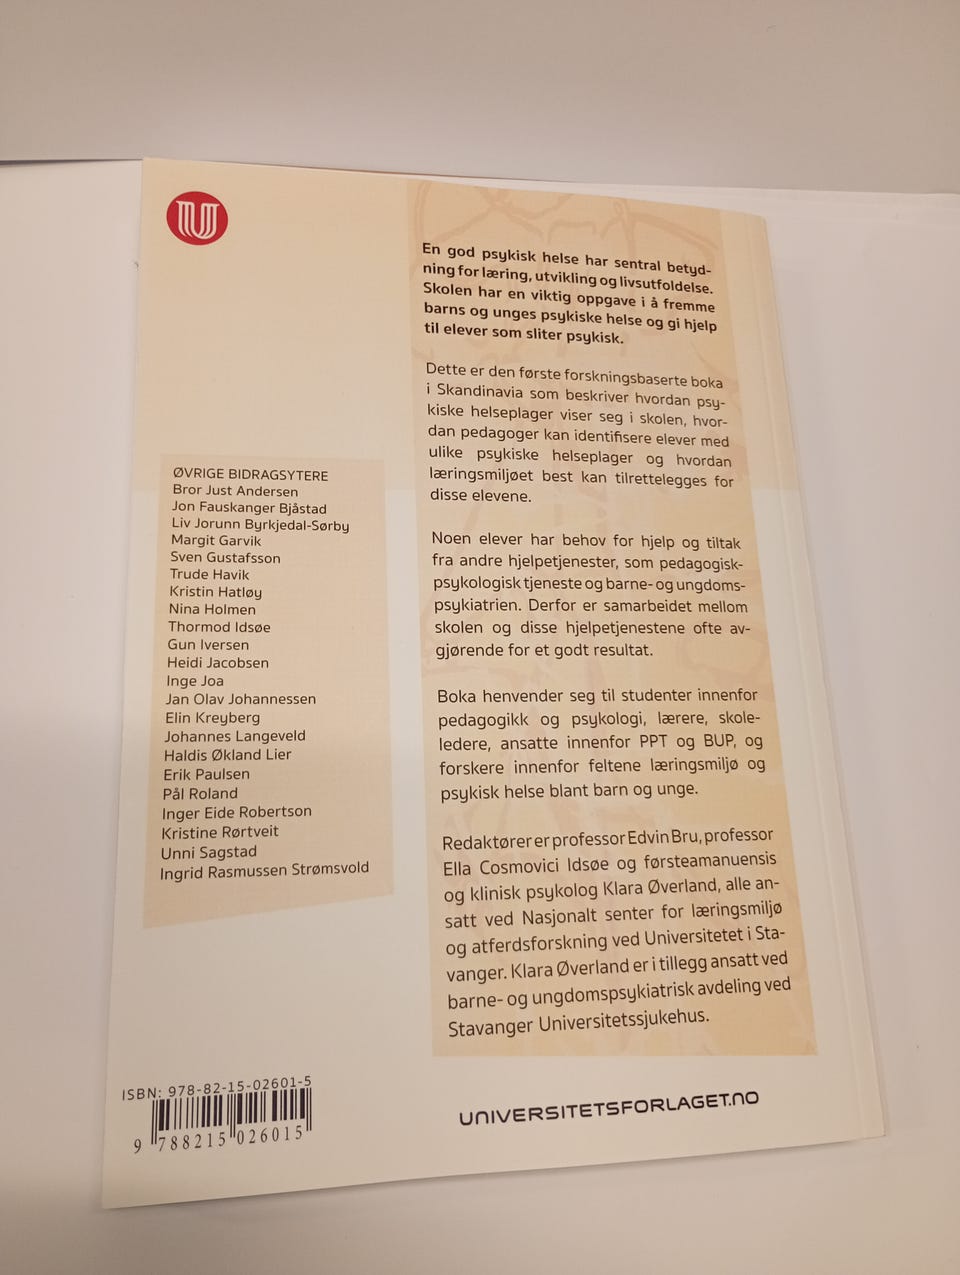 U
En god psykisk helse har sentral betyd-
ning for læring, utvikling og livsutfoldelse.
Skolen har en viktig oppgave i å fremme
barns og unges psykiske helse og gi hjelp
til elever som sliter psykisk.
Dette er den første forskningsbaserte boka
i Skandinavia som beskriver hvordan psy-
kiske helseplager viser seg i skolen, hvor-
dan pedagoger kan identifisere elever med
ulike psykiske helseplager og hvordan
læringsmiljøet best kan tilrettelegges for
disse elevene.
Noen elever har behov for hjelp og tiltak
fra andre hjelpetjenester, som pedagogisk-
psykologisk tjeneste og barne- og ungdoms-
psykiatrien. Derfor er samarbeidet mellom
skolen og disse hjelpetjenestene ofte av-
gjørende for et godt resultat.
Boka henvender seg til studenter innenfor
pedagogikk og psykologi, lærere, skole-
ledere, ansatte innenfor PPT og BUP, og
forskere innenfor feltene læringsmiljø og
psykisk helse blant barn og unge.
Redaktører er professor Edvin Bru, professor
Ella Cosmovici Idsøe og førsteamanuensis
og klinisk psykolog Klara Øverland, alle an-
satt ved Nasjonalt senter for læringsmiljø
og atferdsforskning ved Universitetet i Sta-
vanger. Klara Øverland er i tillegg ansatt ved
barne- og ungdomspsykiatrisk avdeling ved
Stavanger Universitetssjukehus.
ØVRIGE BIDRAGSYTERE
Bror Just Andersen
Jon Fauskanger Bjåstad
Liv Jorunn Byrkjedal-Sørby
Margit Garvik
Sven Gustafsson
Trude Havik
Kristin Hatløy
Nina Holmen
Thormod Idsøe
Gun Iversen
Heidi Jacobsen
Inge Joa
Jan Olav Johannessen
Elin Kreyberg
Johannes Langeveld
Haldis Økland Lier
Erik Paulsen
Pål Roland
Inger Eide Robertson
Kristine Rørtveit
Unni Sagstad
Ingrid Rasmussen Strømsvold
ISBN: 978-82-15-02601-5
9 788215 026015
UNIVERSITETSFORLAGET.NO